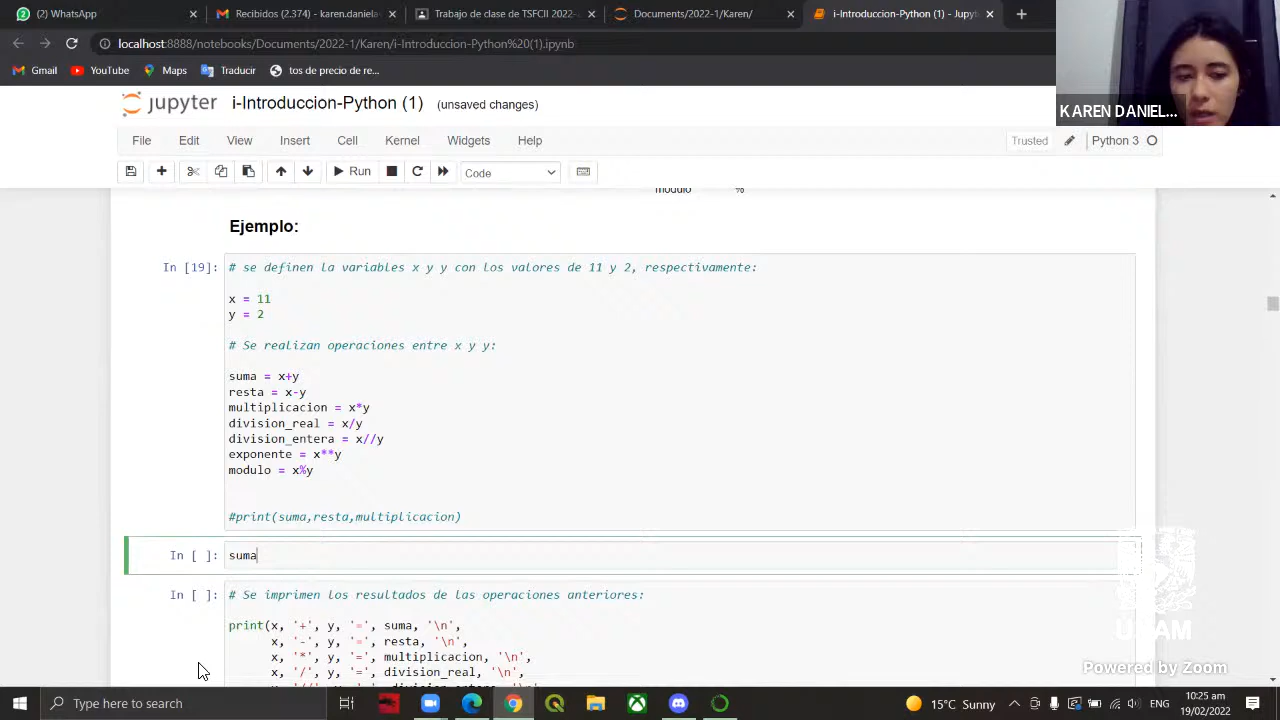 WhatsApp
Recibidos (2.374) - karen.daniela
Trabajo de clase de TSFCII 2022-
Documents/2022-1/Karen/
i-Introduccion-Python (1) - Jupyt
localhost:8888/notebooks/Documents/2022-1/Karen/i-Introduccion-Python%20(1).ipynb
Gmail
YouTube
Maps
Traducir
tos de precio de re...
KAREN DANIEL...
jupyter
i-Introduccion-Python (1)
(unsaved changes)
File
Edit
View
Insert
Cell
Kernel
Widgets
Help
Trusted
Python 3
Run
Code
modulo %
Ejemplo:
In [19]:
# se definen la variables x y y con los valores de 11 y 2, respectivamente:
x = 11
y = 2
# Se realizan operaciones entre x y y:
suma = x+y
resta = x-y
multiplicacion = x*y
division_real = x/y
division_entera = x//y
exponente = x**y
modulo = x%y
#print(suma,resta,multiplicacion)
In [ ]:
suma
In [ ]:
# Se imprimen los resultados de las operaciones anteriores:
print(x, '+', y, '=', suma, '\n',
x, '-', y, '=', resta, '\n',
x, '*', y, '=', multiplicacion, '\n',
x, '/', y, '=', division_real, '\n',
Powered by Zoom
Type here to search
15°C Sunny
10:25 am
19/02/2022